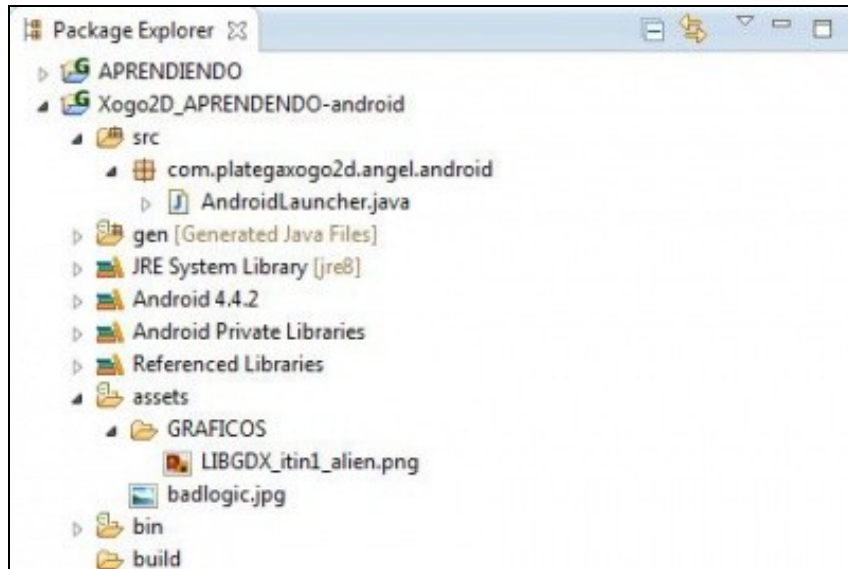 Package Explorer
APRENDIENDO
Xogo2D_APRENDENDO-android
src
com.plategaxogo2d.angel.android
AndroidLauncher.java
gen [Generated Java Files]
JRE System Library [jre8]
Android 4.4.2
Android Private Libraries
Referenced Libraries
assets
GRAFICOS
LIBGDX_itin1_alien.png
badlogic.jpg
bin
build